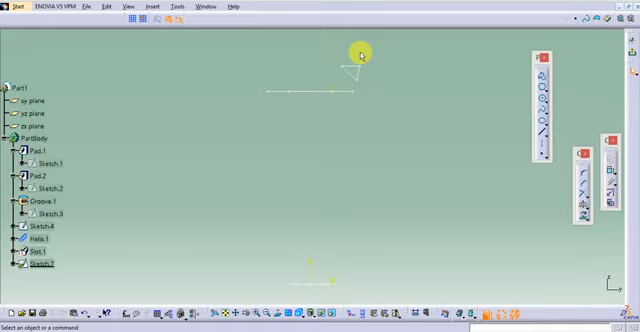 Start ENOVIA V5 VPM File Edit View Insert Tools Window Help
Part1
xy plane
yz plane
zx plane
PartBody
Pad.1
Sketch.1
Pad.2
Sketch.2
Groove.1
Sketch.3
Sketch.4
Helix.1
Slot.1
Sketch.7
z
y
CATIA
Select an object or a command